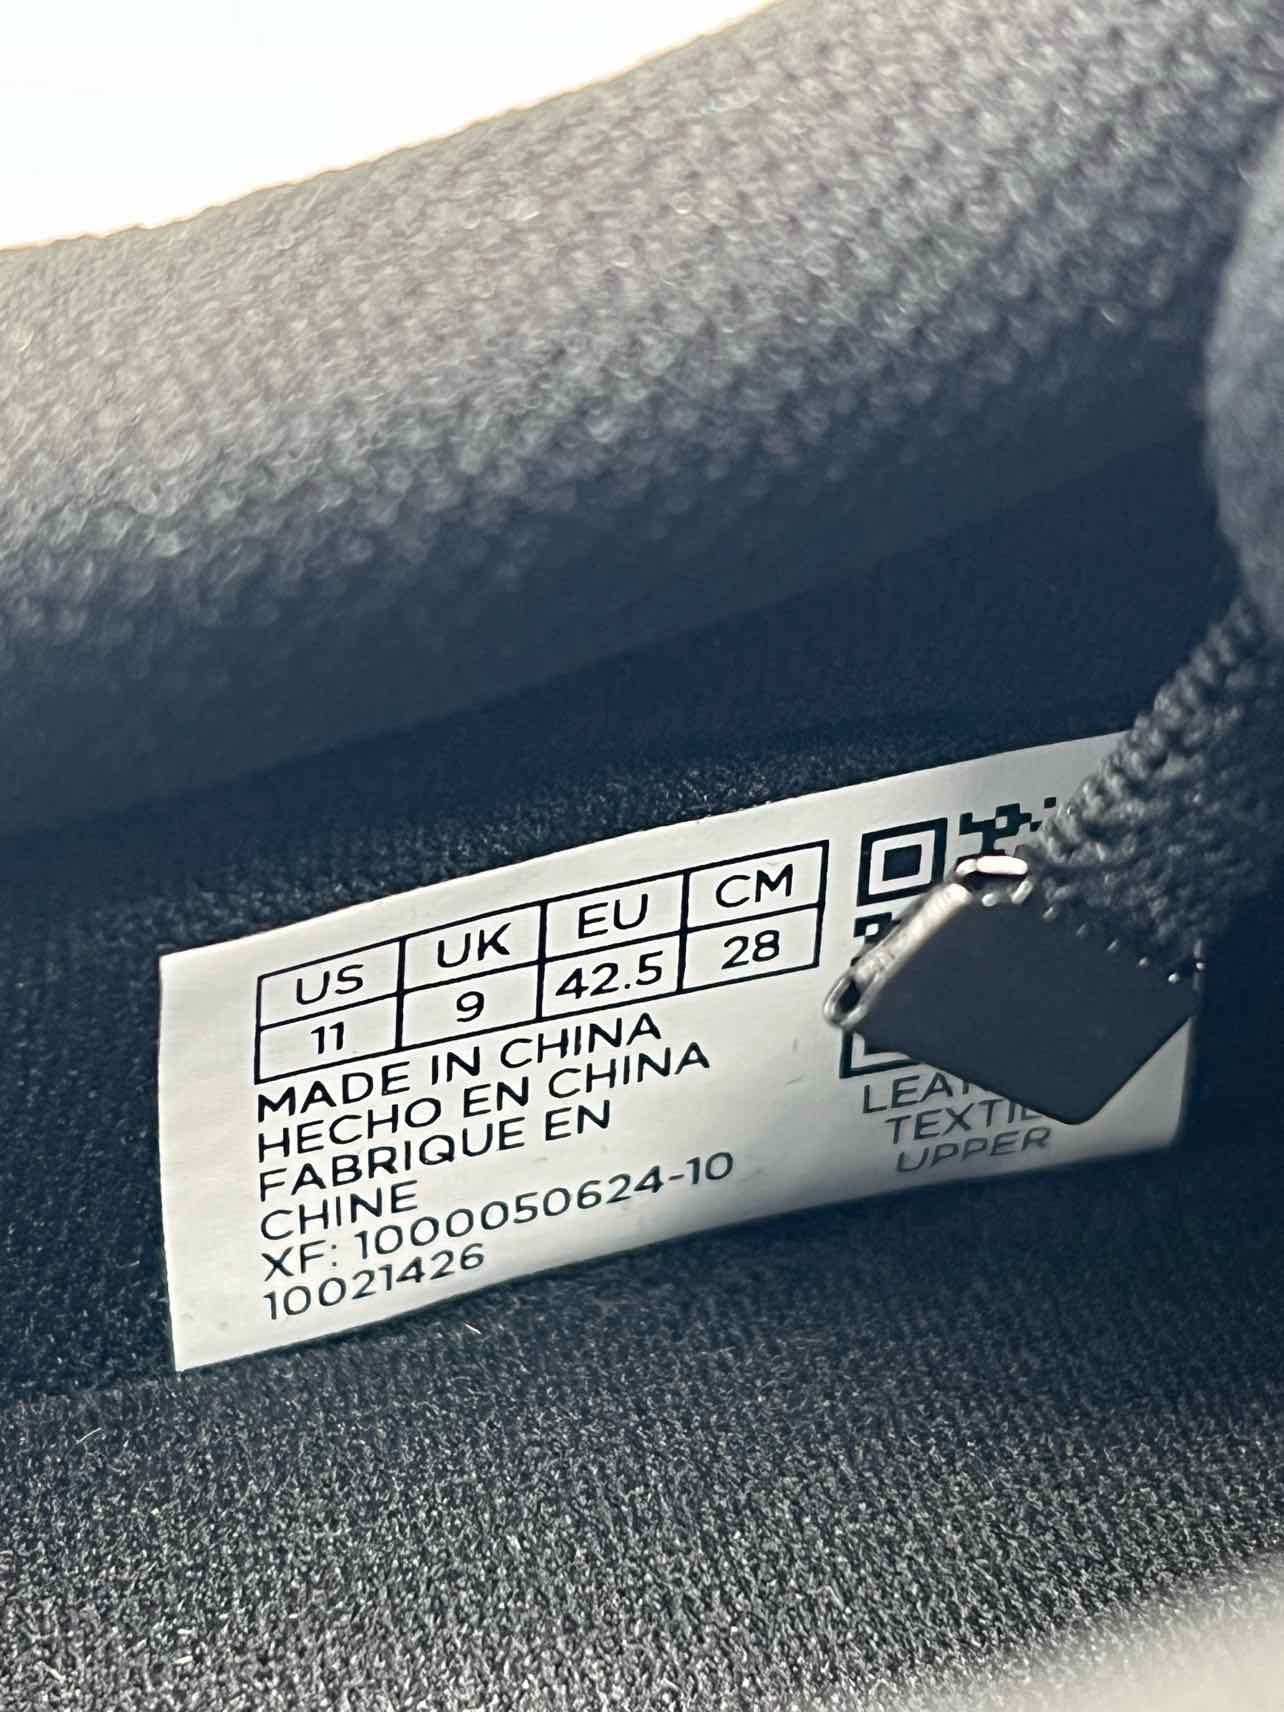 US UK EU CM
11 9 42.5 28
MADE IN CHINA
HECHO EN CHINA
FABRIQUE EN
CHINE
XF: 1000050624-10
10021426
TEXTILE
UPPER